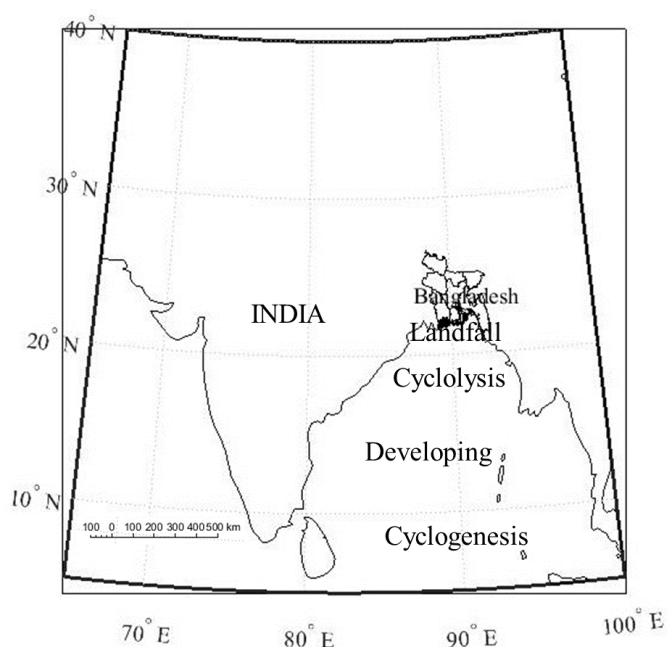 40° N
30° N
Bangladesh
INDIA
Landfall
20° N
Cyclolysis
Developing
10° N
100 0 100 200 300 400 500 km
Cyclogenesis
70° E
80° E
90° E
100° E